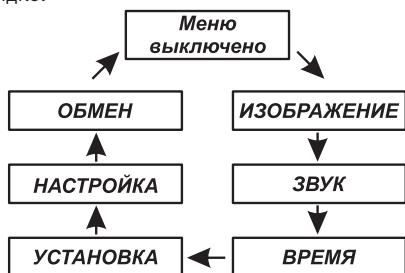 Меню
выключено
ОБМЕН
ИЗОБРАЖЕНИЕ
НАСТРОЙКА
ЗВУК
УСТАНОВКА
ВРЕМЯ